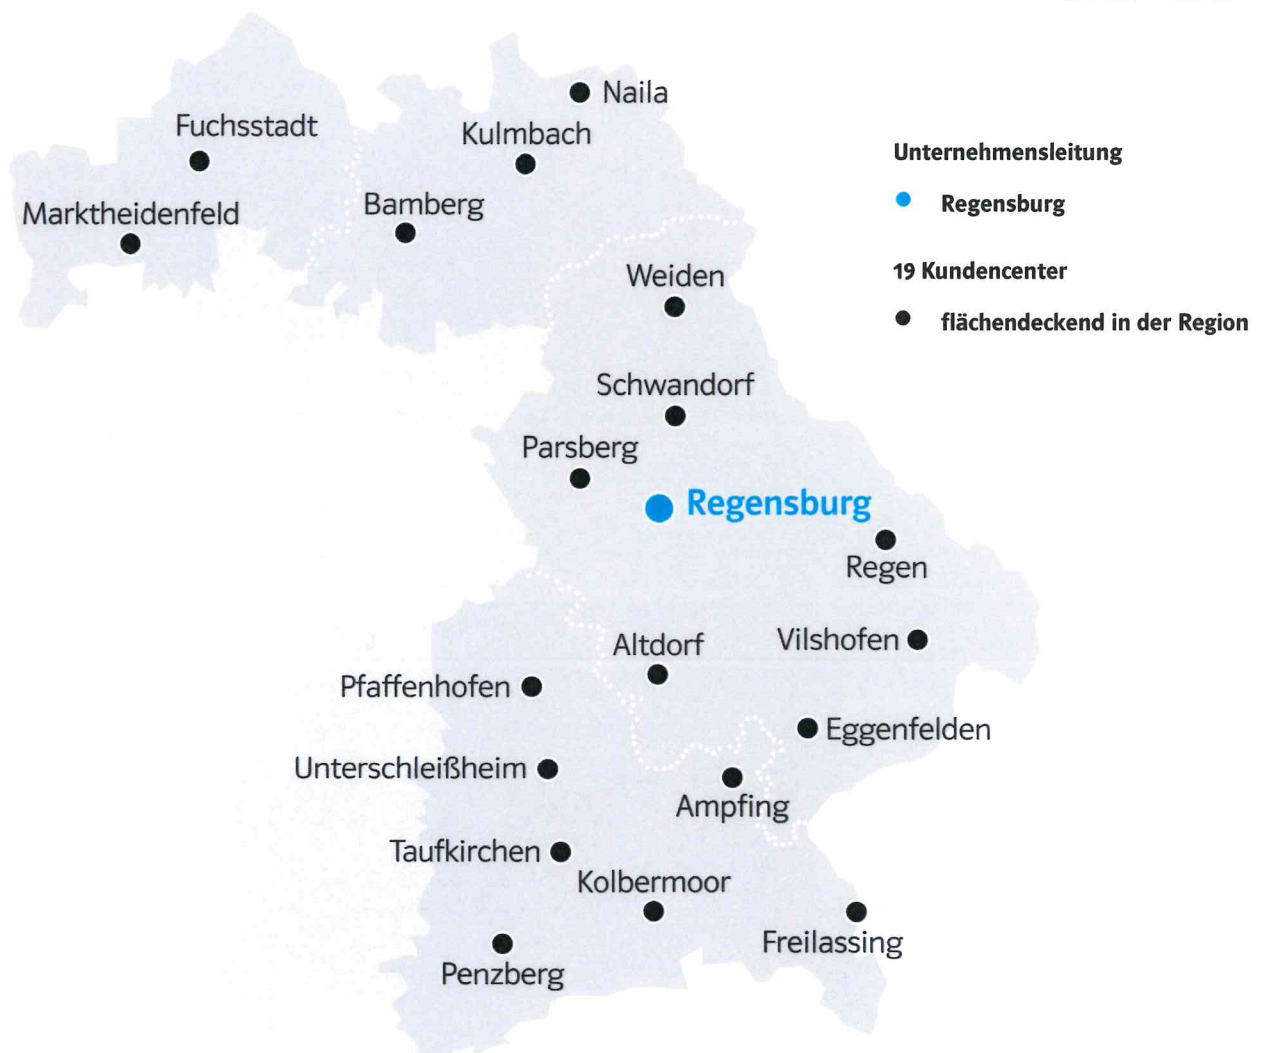 Naila
Fuchsstadt
Kulmbach
Unternehmensleitung
Regensburg
Marktheidenfeld
Bamberg
19 Kundencenter
Weiden
flächendeckend in der Region
Schwandorf
Parsberg
Regensburg
Regen
Altdorf
Vilshofen
Pfaffenhofen
Eggenfelden
Unterschleißheim
Ampfing
Taufkirchen
Kolbermoor
Freilassing
Penzberg